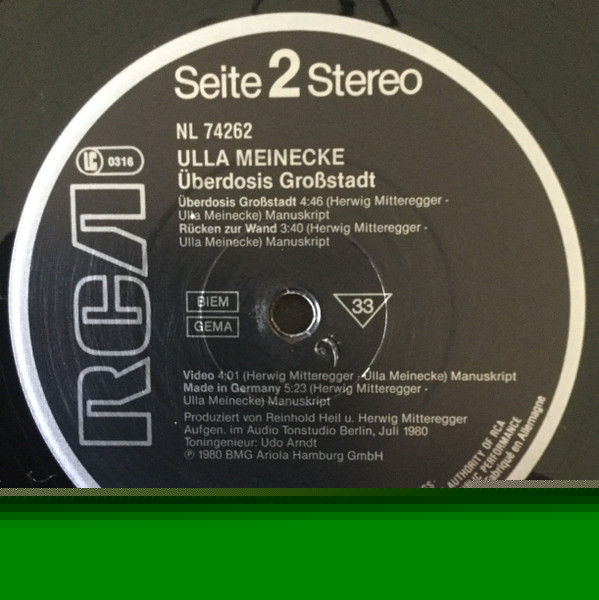 Seite 2 Stereo
NL 74262
LC 0316
ULLA MEINECKE
Überdosis Großstadt
Überdosis Großstadt 4:46 (Herwig Mitteregger -
Ulla Meinecke) Manuskript
Rücken zur Wand 3:40 (Herwig Mitteregger -
Ulla Meinecke) Manuskript
RCA
BIEM
GEMA
33
Video 4:01 (Herwig Mitteregger - Ulla Meinecke) Manuskript
Made in Germany 5:23 (Herwig Mitteregger -
Ulla Meinecke) Manuskript
Produziert von Reinhold Heil u. Herwig Mitteregger
Aufgen. im Audio Tonstudio Berlin, Juli 1980
Toningenieur: Udo Arndt
℗ 1980 BMG Ariola Hamburg GmbH
AUTHORITY OF RCA
PERFORMANCE
Fabriqué en Allemagne